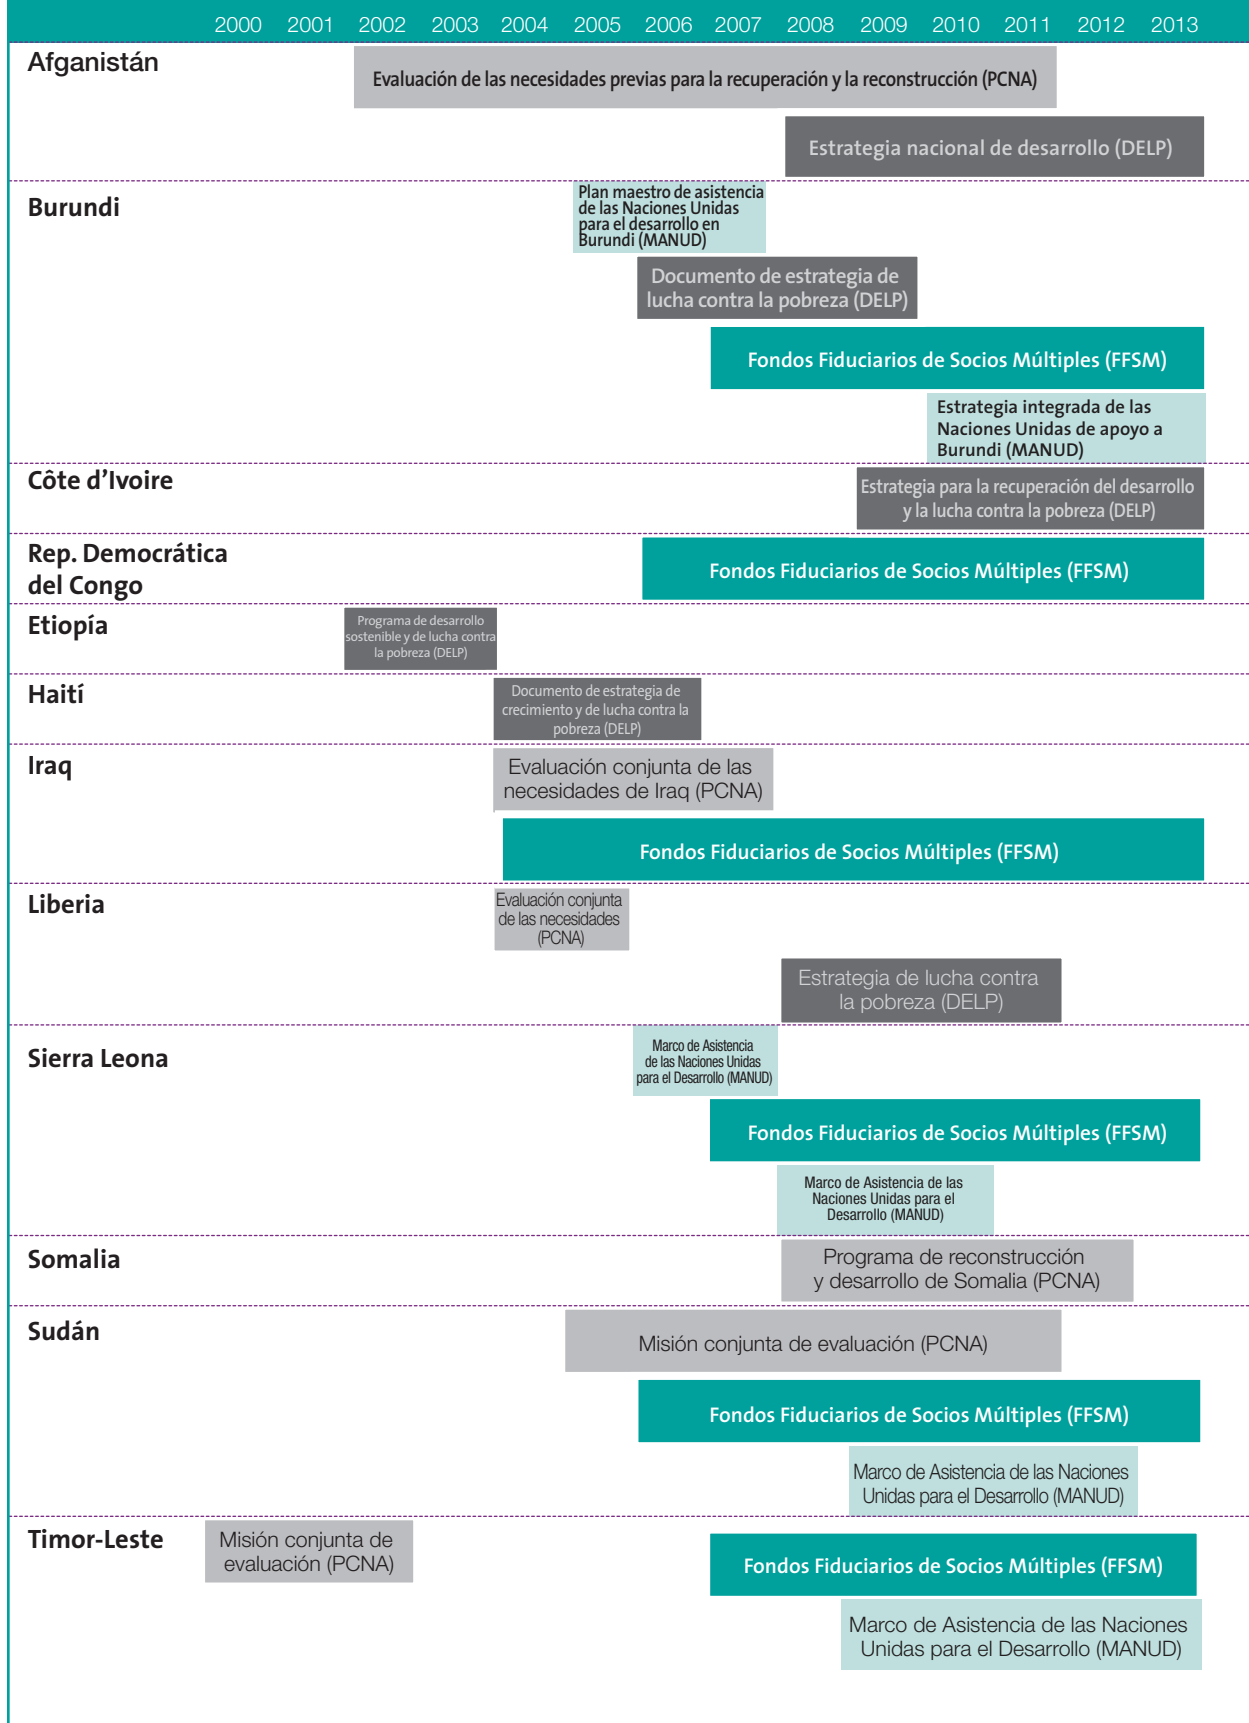 2000 2001 2002 2003 2004 2005 2006 2007 2008 2009 2010 2011 2012 2013
Afganistán
Evaluación de las necesidades previas para la recuperación y la reconstrucción (PCNA)
Estrategia nacional de desarrollo (DELP)
Burundi
Plan maestro de asistencia
de las Naciones Unidas
para el desarrollo en
Burundi (MANUD)
Documento de estrategia de
lucha contra la pobreza (DELP)
Fondos Fiduciarios de Socios Múltiples (FFSM)
Estrategia integrada de las
Naciones Unidas de apoyo a
Burundi (MANUD)
Côte d’Ivoire
Estrategia para la recuperación del desarrollo
y la lucha contra la pobreza (DELP)
Rep. Democrática
del Congo
Fondos Fiduciarios de Socios Múltiples (FFSM)
Etiopía
Programa de desarrollo
sostenible y de lucha contra
la pobreza (DELP)
Haití
Documento de estrategia de
crecimiento y de lucha contra la
pobreza (DELP)
Iraq
Evaluación conjunta de las
necesidades de Iraq (PCNA)
Fondos Fiduciarios de Socios Múltiples (FFSM)
Liberia
Evaluación conjunta
de las necesidades
(PCNA)
Estrategia de lucha contra
la pobreza (DELP)
Sierra Leona
Marco de Asistencia
de las Naciones Unidas
para el Desarrollo (MANUD)
Fondos Fiduciarios de Socios Múltiples (FFSM)
Marco de Asistencia de las
Naciones Unidas para el
Desarrollo (MANUD)
Somalia
Programa de reconstrucción
y desarrollo de Somalia (PCNA)
Sudán
Misión conjunta de evaluación (PCNA)
Fondos Fiduciarios de Socios Múltiples (FFSM)
Marco de Asistencia de las Naciones
Unidas para el Desarrollo (MANUD)
Timor-Leste
Misión conjunta de
evaluación (PCNA)
Fondos Fiduciarios de Socios Múltiples (FFSM)
Marco de Asistencia de las Naciones
Unidas para el Desarrollo (MANUD)